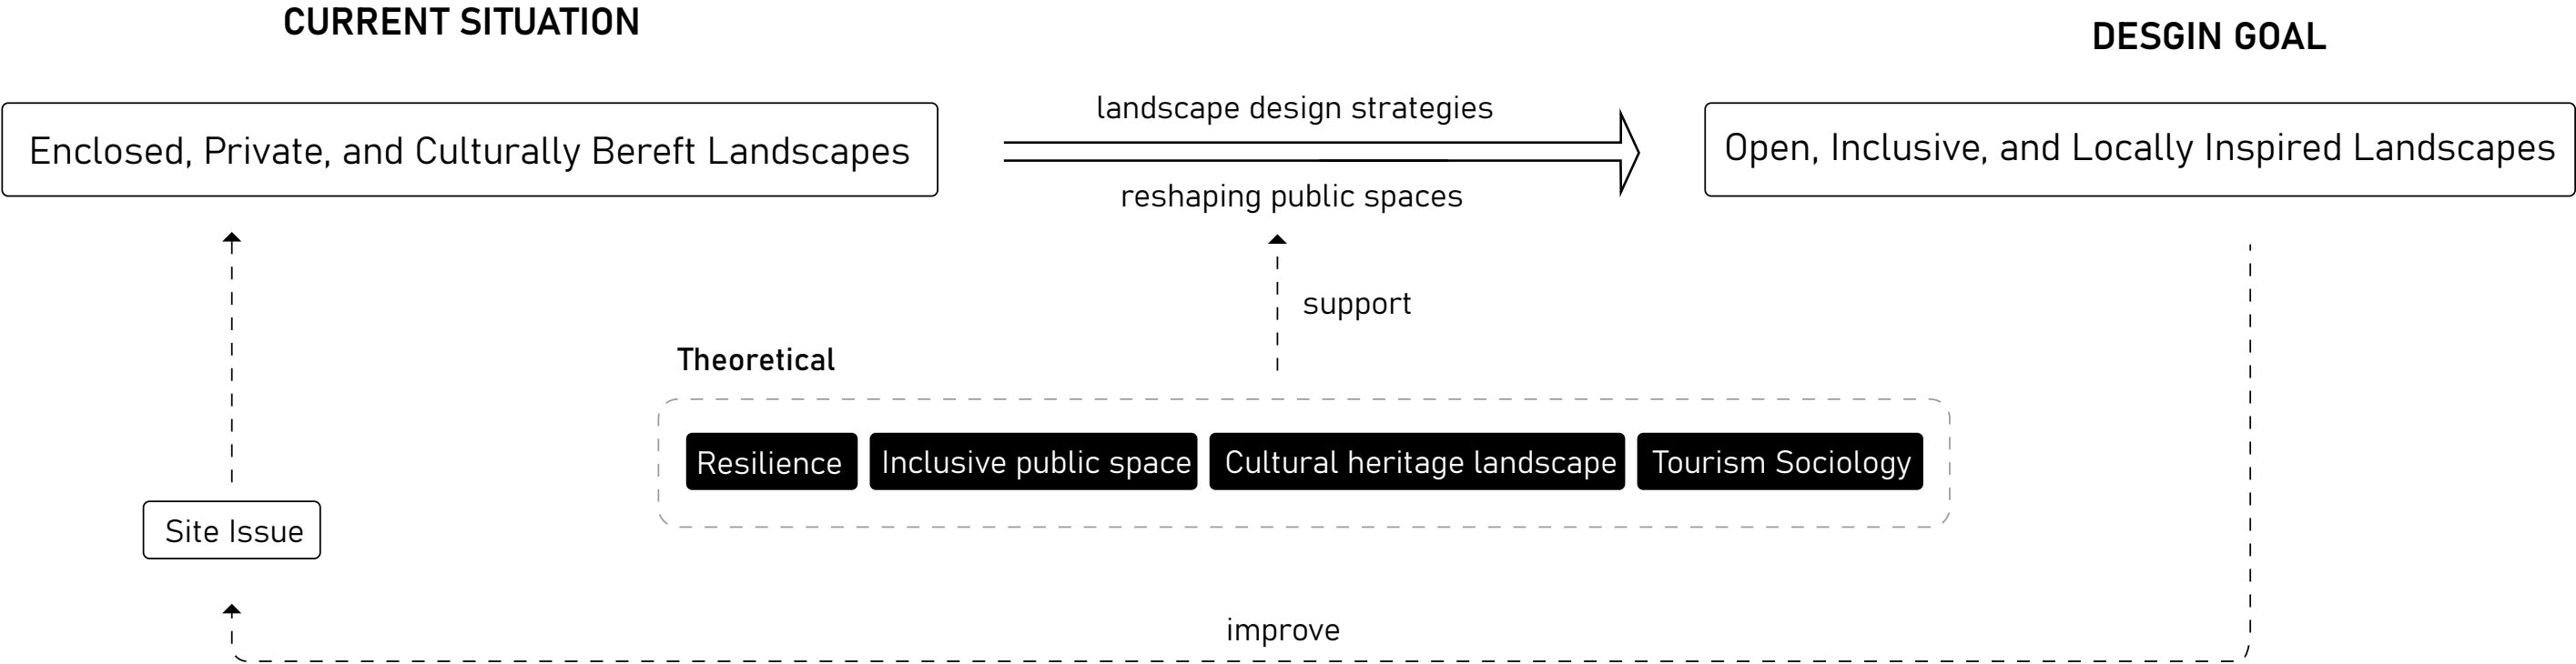 CURRENT SITUATION
DESGIN GOAL
Enclosed, Private, and Culturally Bereft Landscapes
landscape design strategies
reshaping public spaces
Open, Inclusive, and Locally Inspired Landscapes
support
Theoretical
Resilience
Inclusive public space
Cultural heritage landscape
Tourism Sociology
Site Issue
improve